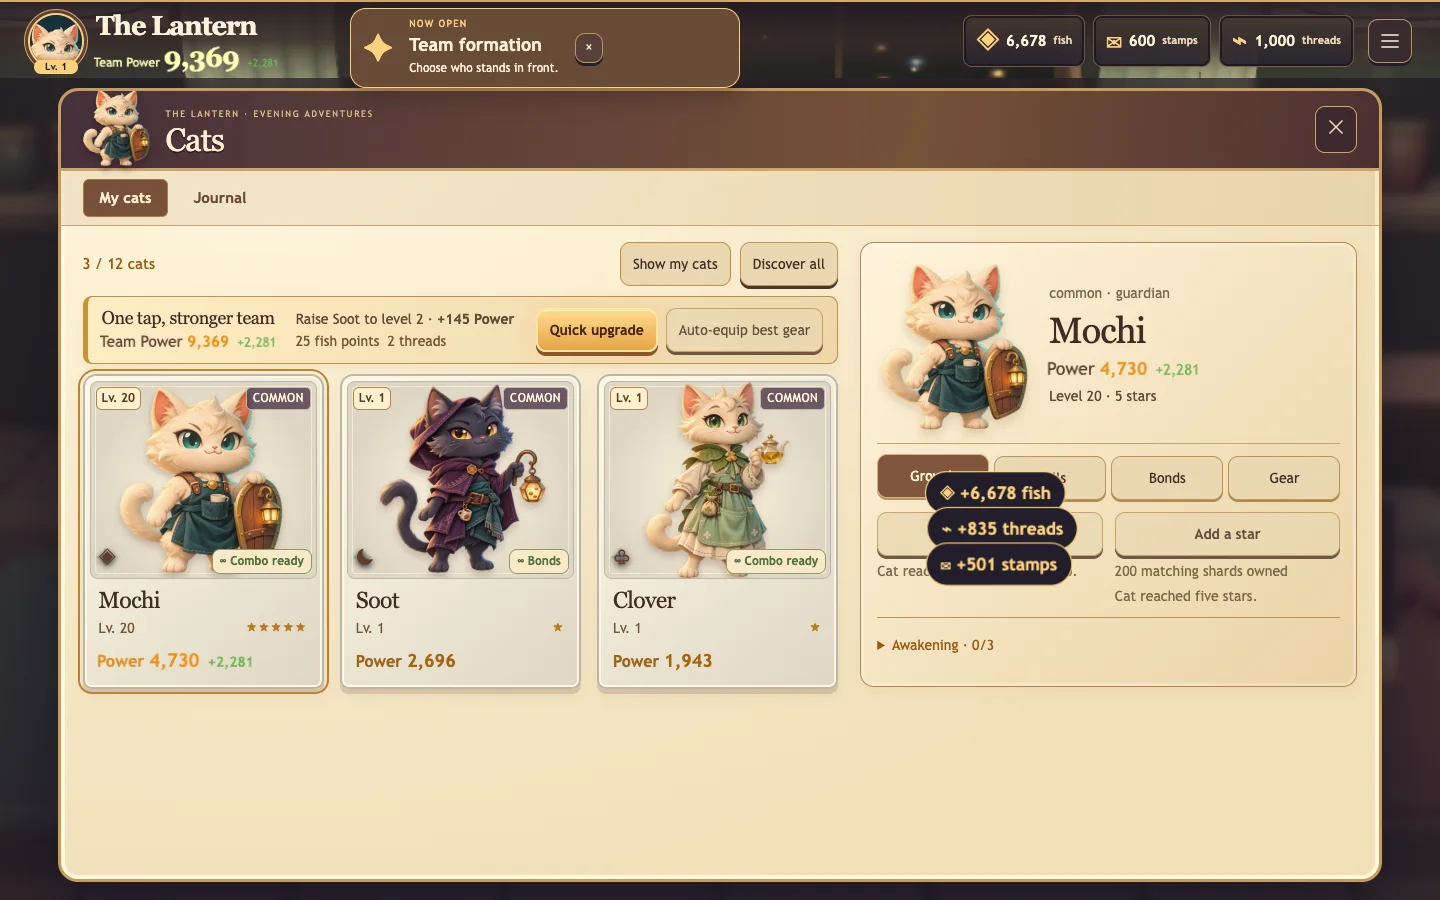 The Lantern
Lv. 1
Team Power 9,369 +2,281
NOW OPEN
Team formation
Choose who stands in front.
×
6,678 fish
600 stamps
1,000 threads
THE LANTERN · EVENING ADVENTURES
Cats
My cats
Journal
3 / 12 cats
Show my cats
Discover all
One tap, stronger team
Team Power 9,369 +2,281
Raise Soot to level 2 · +145 Power
25 fish points 2 threads
Quick upgrade
Auto-equip best gear
Lv. 20
COMMON
∞ Combo ready
Mochi
Lv. 20
★★★★★
Power 4,730 +2,281
Lv. 1
COMMON
∞ Bonds
Soot
Lv. 1
★
Power 2,696
Lv. 1
COMMON
∞ Combo ready
Clover
Lv. 1
★
Power 1,943
common · guardian
Mochi
Power 4,730 +2,281
Level 20 · 5 stars
Bonds
Gear
+6,678 fish
+835 threads
+501 stamps
Add a star
Cat
200 matching shards owned
Cat reached five stars.
Awakening · 0/3